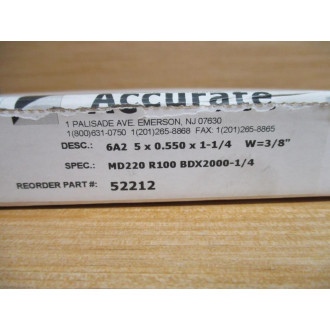 Accurate
1 PALISADE AVE. EMERSON, NJ 07630
1(800)631-0750 1(201)265-8868 FAX: 1(201)265-8865
DESC.: 6A2 5 x 0.550 x 1-1/4 W=3/8"
SPEC.: MD220 R100 BDX2000-1/4
REORDER PART #: 52212